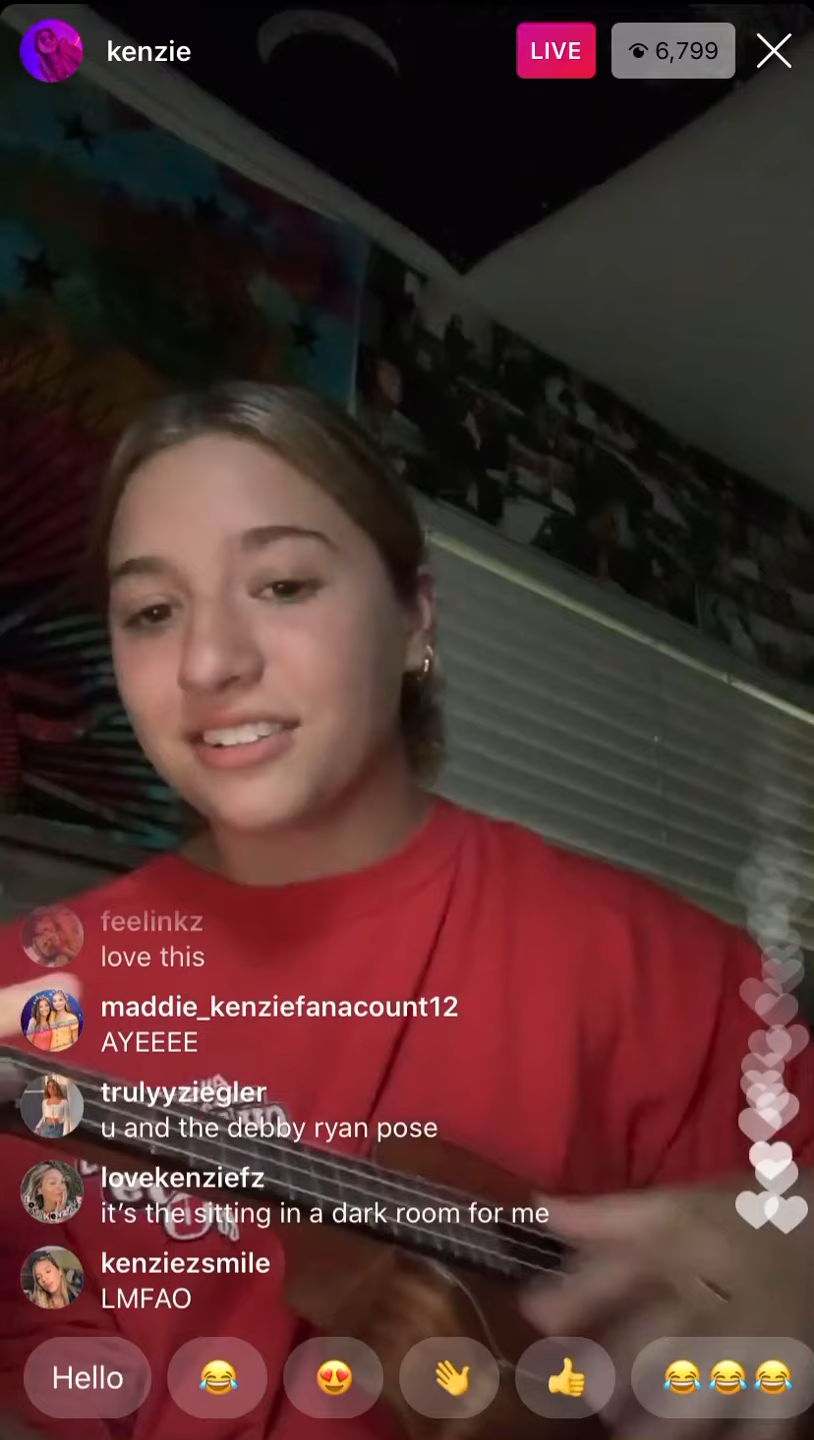 kenzie
LIVE
6,799
feelinkz
love this
maddie_kenziefanacount12
AYEEEE
trulyyziegler
u and the debby ryan pose
lovekenziefz
it’s the sitting in a dark room for me
kenziezsmile
LMFAO
Hello